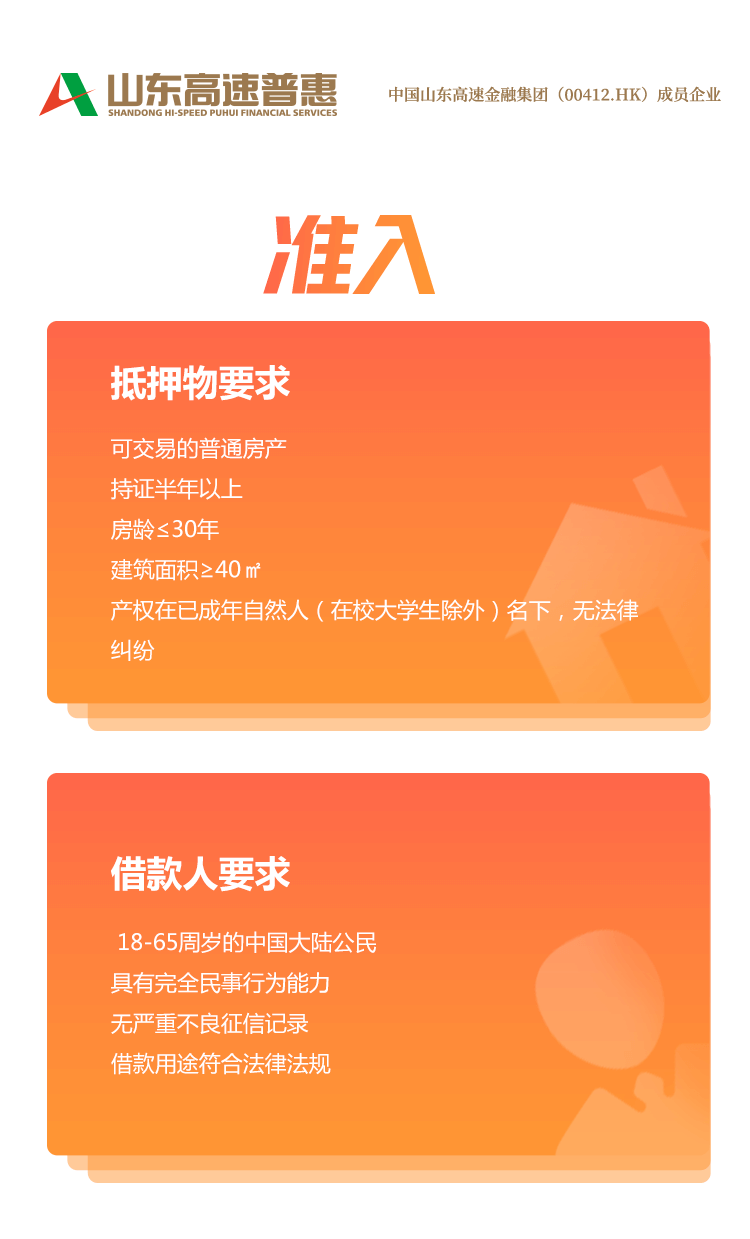 山东高速普惠
SHANDONG HI-SPEED PUHUI FINANCIAL SERVICES
中国山东高速金融集团（00412.HK）成员企业
准入
抵押物要求
可交易的普通房产
持证半年以上
房龄≤30年
建筑面积≥40㎡
产权在已成年自然人（在校大学生除外）名下，无法律
纠纷
借款人要求
18-65周岁的中国大陆公民
具有完全民事行为能力
无严重不良征信记录
借款用途符合法律法规